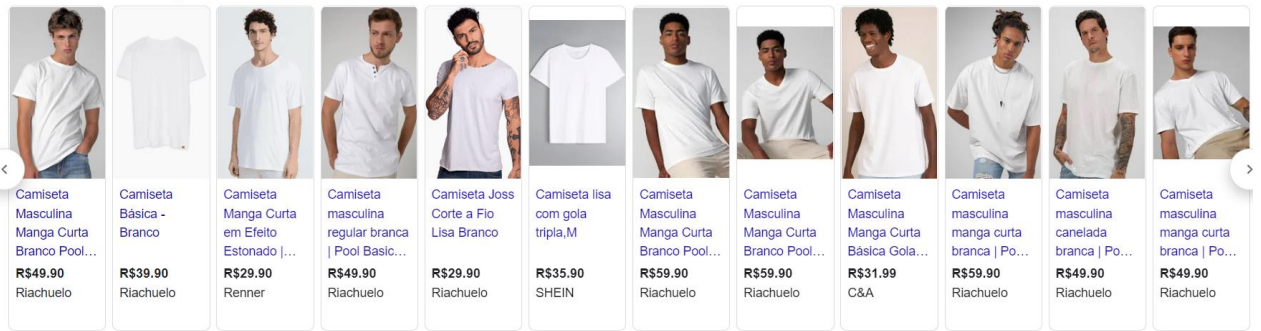 Camiseta
Masculina
Manga Curta
Branco Pool...
R$49.90
Riachuelo
Camiseta
Básica -
Branco
R$39.90
Riachuelo
Camiseta
Manga Curta
em Efeito
Estonado |...
R$29.90
Renner
Camiseta
masculina
regular branca
| Pool Basic...
R$49.90
Riachuelo
Camiseta Joss
Corte a Fio
Lisa Branco
R$29.90
Riachuelo
Camiseta lisa
com gola
tripla,M
R$35.90
SHEIN
Camiseta
Masculina
Manga Curta
Branco Pool...
R$59.90
Riachuelo
Camiseta
Masculina
Manga Curta
Branco Pool...
R$59.90
Riachuelo
Camiseta
Masculina
Manga Curta
Básica Gola...
R$31.99
C&A
Camiseta
masculina
manga curta
branca | Po...
R$59.90
Riachuelo
Camiseta
masculina
canelada
branca | Po...
R$49.90
Riachuelo
Camiseta
masculina
manga curta
branca | Po...
R$49.90
Riachuelo